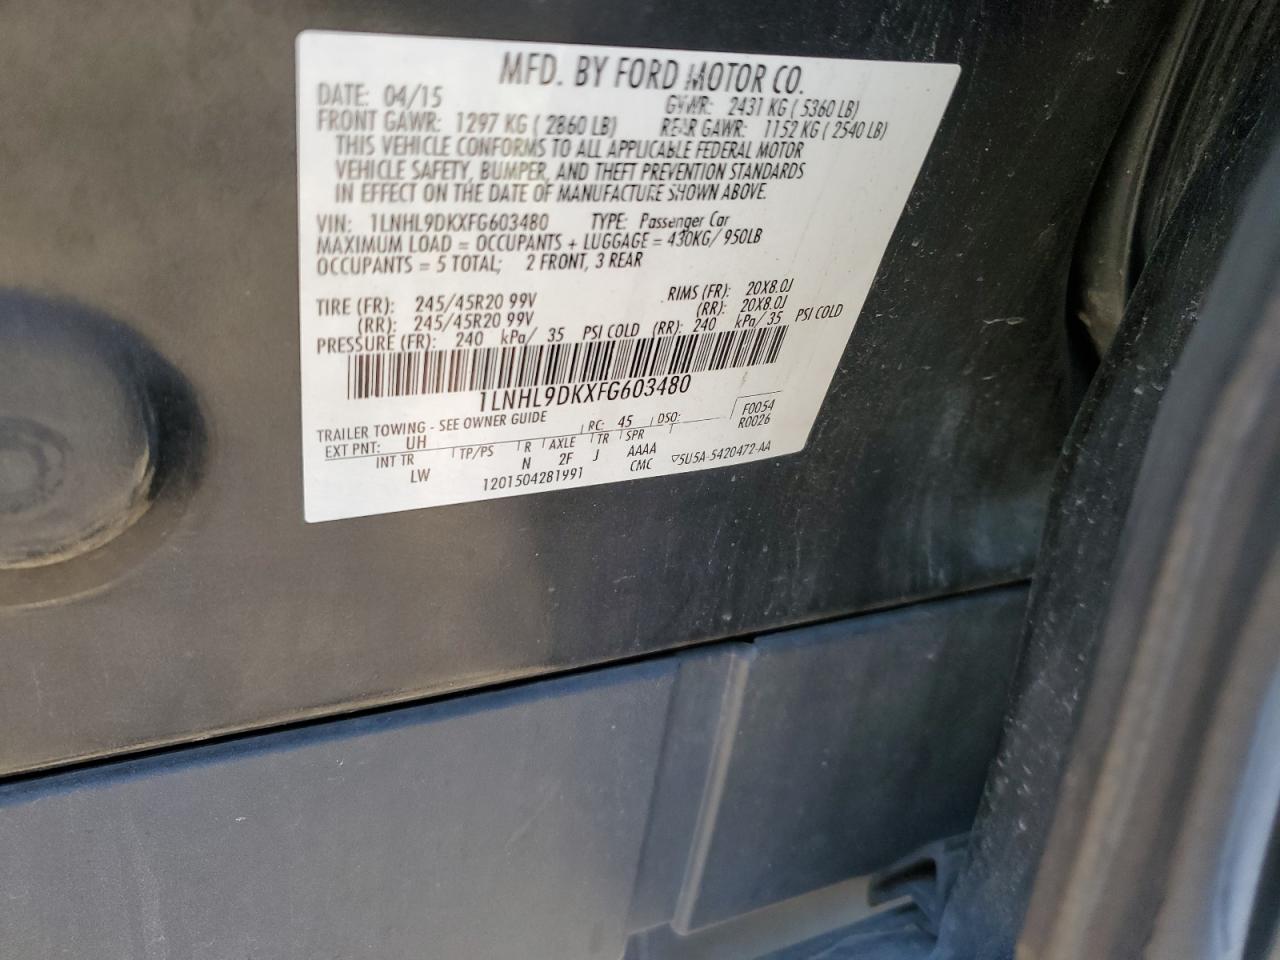 MFD. BY FORD MOTOR CO.
DATE: 04/15 GVWR: 2431 KG ( 5360 LB)
FRONT GAWR: 1297 KG ( 2860 LB) REAR GAWR: 1152 KG ( 2540 LB)
THIS VEHICLE CONFORMS TO ALL APPLICABLE FEDERAL MOTOR
VEHICLE SAFETY, BUMPER, AND THEFT PREVENTION STANDARDS
IN EFFECT ON THE DATE OF MANUFACTURE SHOWN ABOVE.
VIN: 1LNHL9DKXFG603480 TYPE: Passenger Car
MAXIMUM LOAD = OCCUPANTS + LUGGAGE = 430KG/ 950LB
OCCUPANTS = 5 TOTAL; 2 FRONT, 3 REAR
TIRE (FR): 245/45R20 99V RIMS (FR): 20X8.0J
(RR): 245/45R20 99V (RR): 20X8.0J
PRESSURE (FR): 240 kPa/ 35 PSI COLD (RR): 240 kPa/ 35 PSI COLD
1LNHL9DKXFG603480
TRAILER TOWING - SEE OWNER GUIDE
EXT PNT: UH RC: 45 DSO: F0054
R0026
INT TR TP/PS R AXLE TR SPR
LW N 2F J AAAA
CMC
1201504281991 5U5A-5420472-AA